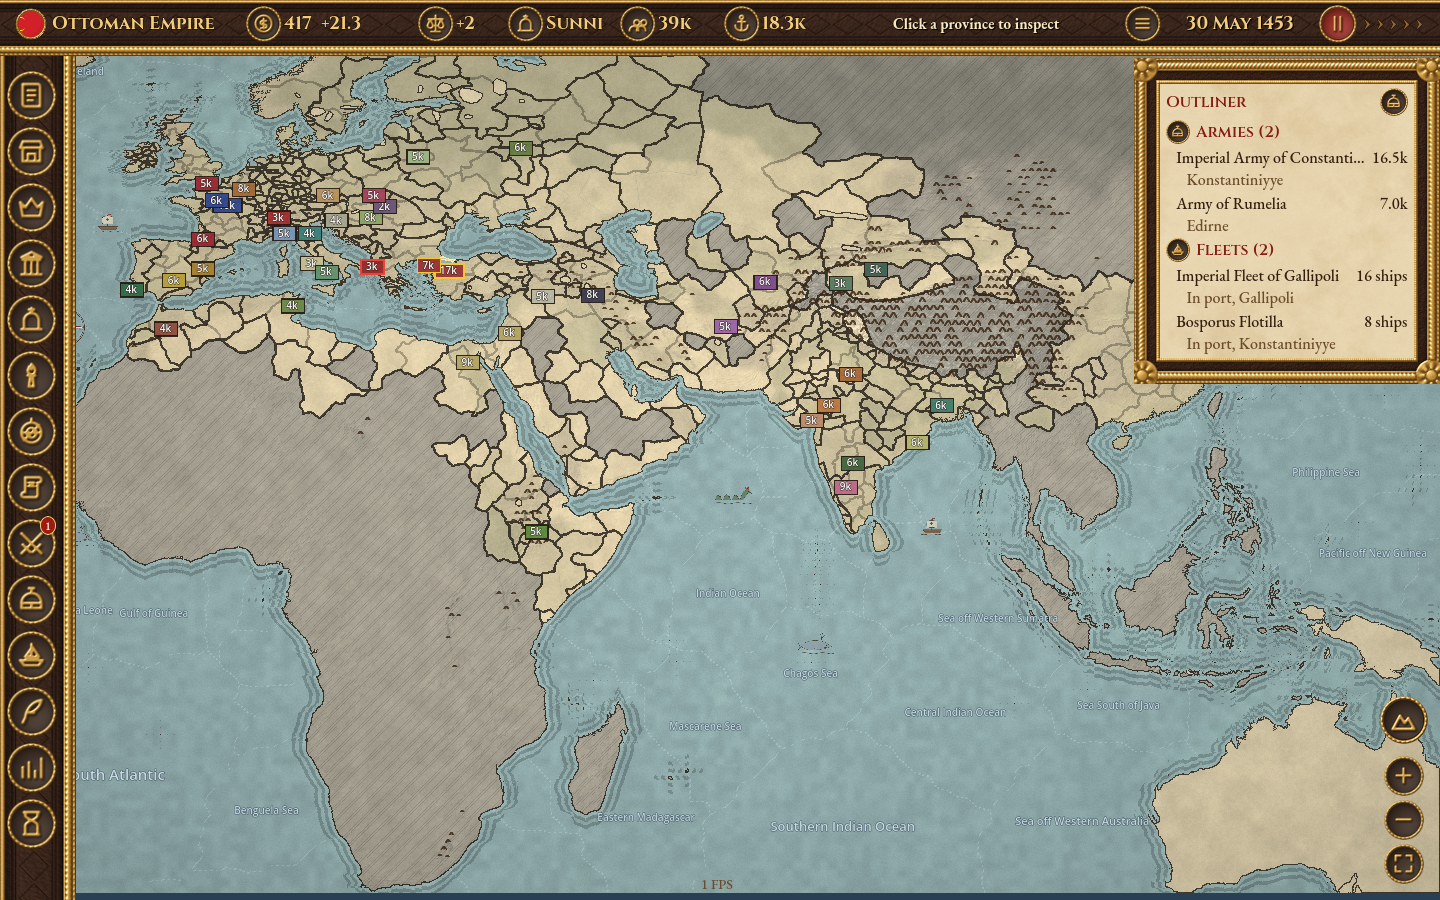 OTTOMAN EMPIRE
417 +21.3
+2
SUNNI
39K
18.3K
Click a province to inspect
30 MAY 1453
OUTLINER
ARMIES (2)
Imperial Army of Constanti... 16.5k
Konstantiniyye
Army of Rumelia 7.0k
Edirne
FLEETS (2)
Imperial Fleet of Gallipoli 16 ships
In port, Gallipoli
Bosporus Flotilla 8 ships
In port, Konstantiniyye
1
eland
5k
6k
5k
8k
6k
6k
5k
2k
8k
4k
3k
5k
4k
6k
5k
6k
4k
5k
3k
7k
17k
4k
4k
5k
8k
6k
9k
6k
5k
3k
5k
6k
6k
5k
6k
6k
6k
9k
5k
Philippine Sea
Pacific off New Guinea
a Leone
Gulf of Guinea
Indian Ocean
Sea off Western Sumatra
Chagos Sea
Mascarene Sea
Central Indian Ocean
Sea South of Java
outh Atlantic
Benguela Sea
Eastern Madagascar
Southern Indian Ocean
Sea off Western Australia
1 FPS